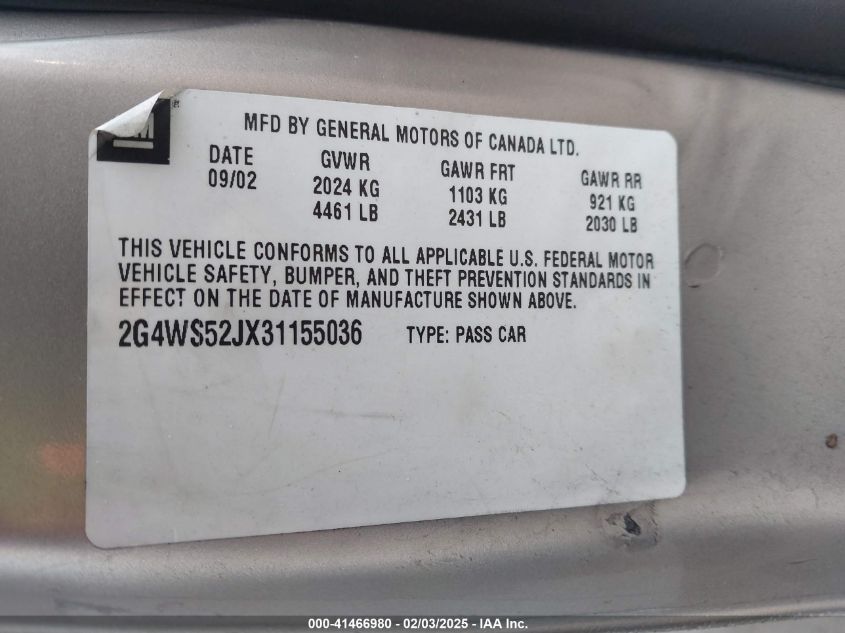 GM
MFD BY GENERAL MOTORS OF CANADA LTD.
DATE GVWR GAWR FRT GAWR RR
09/02 2024 KG 1103 KG 921 KG
4461 LB 2431 LB 2030 LB
THIS VEHICLE CONFORMS TO ALL APPLICABLE U.S. FEDERAL MOTOR
VEHICLE SAFETY, BUMPER, AND THEFT PREVENTION STANDARDS IN
EFFECT ON THE DATE OF MANUFACTURE SHOWN ABOVE.
2G4WS52JX31155036 TYPE: PASS CAR
000-41466980 - 02/03/2025 - IAA Inc.